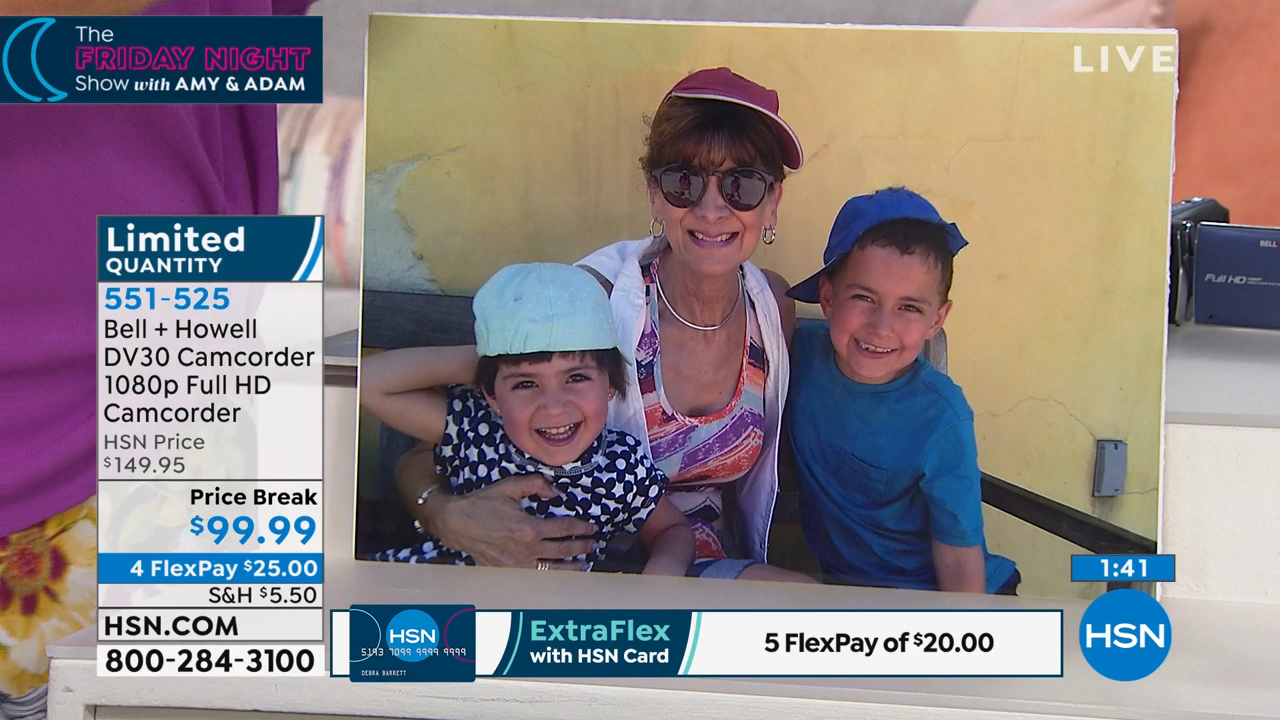 The
FRIDAY NIGHT
Show with AMY & ADAM
LIVE
Limited
QUANTITY
551-525
Bell + Howell
DV30 Camcorder
1080p Full HD
Camcorder
HSN Price
$149.95
Price Break
$99.99
4 FlexPay $25.00
S&H $5.50
HSN.COM
800-284-3100
BELL
Full HD
1:41
HSN
5193 7099 9999 9999
DEBRA BARRETT
ExtraFlex
with HSN Card
5 FlexPay of $20.00
HSN